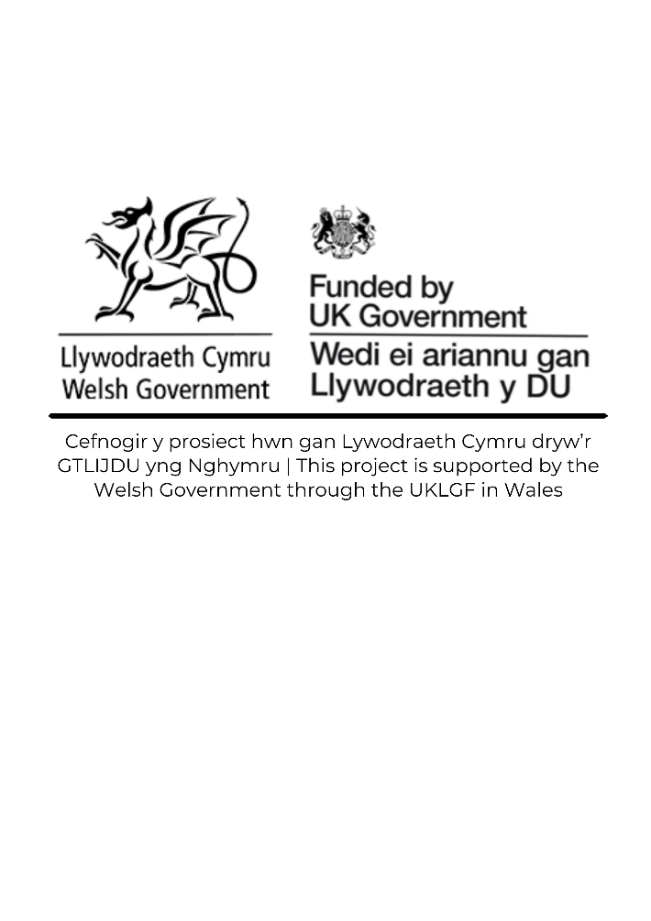 Llywodraeth Cymru
Welsh Government
Funded by
UK Government
Wedi ei ariannu gan
Llywodraeth y DU
Cefnogir y prosiect hwn gan Lywodraeth Cymru dryw'r
GTLIJDU yng Nghymru | This project is supported by the
Welsh Government through the UKLGF in Wales